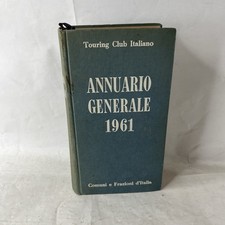 Touring Club Italiano
ANNUARIO
GENERALE
1961
Comuni e Frazioni d'Italia